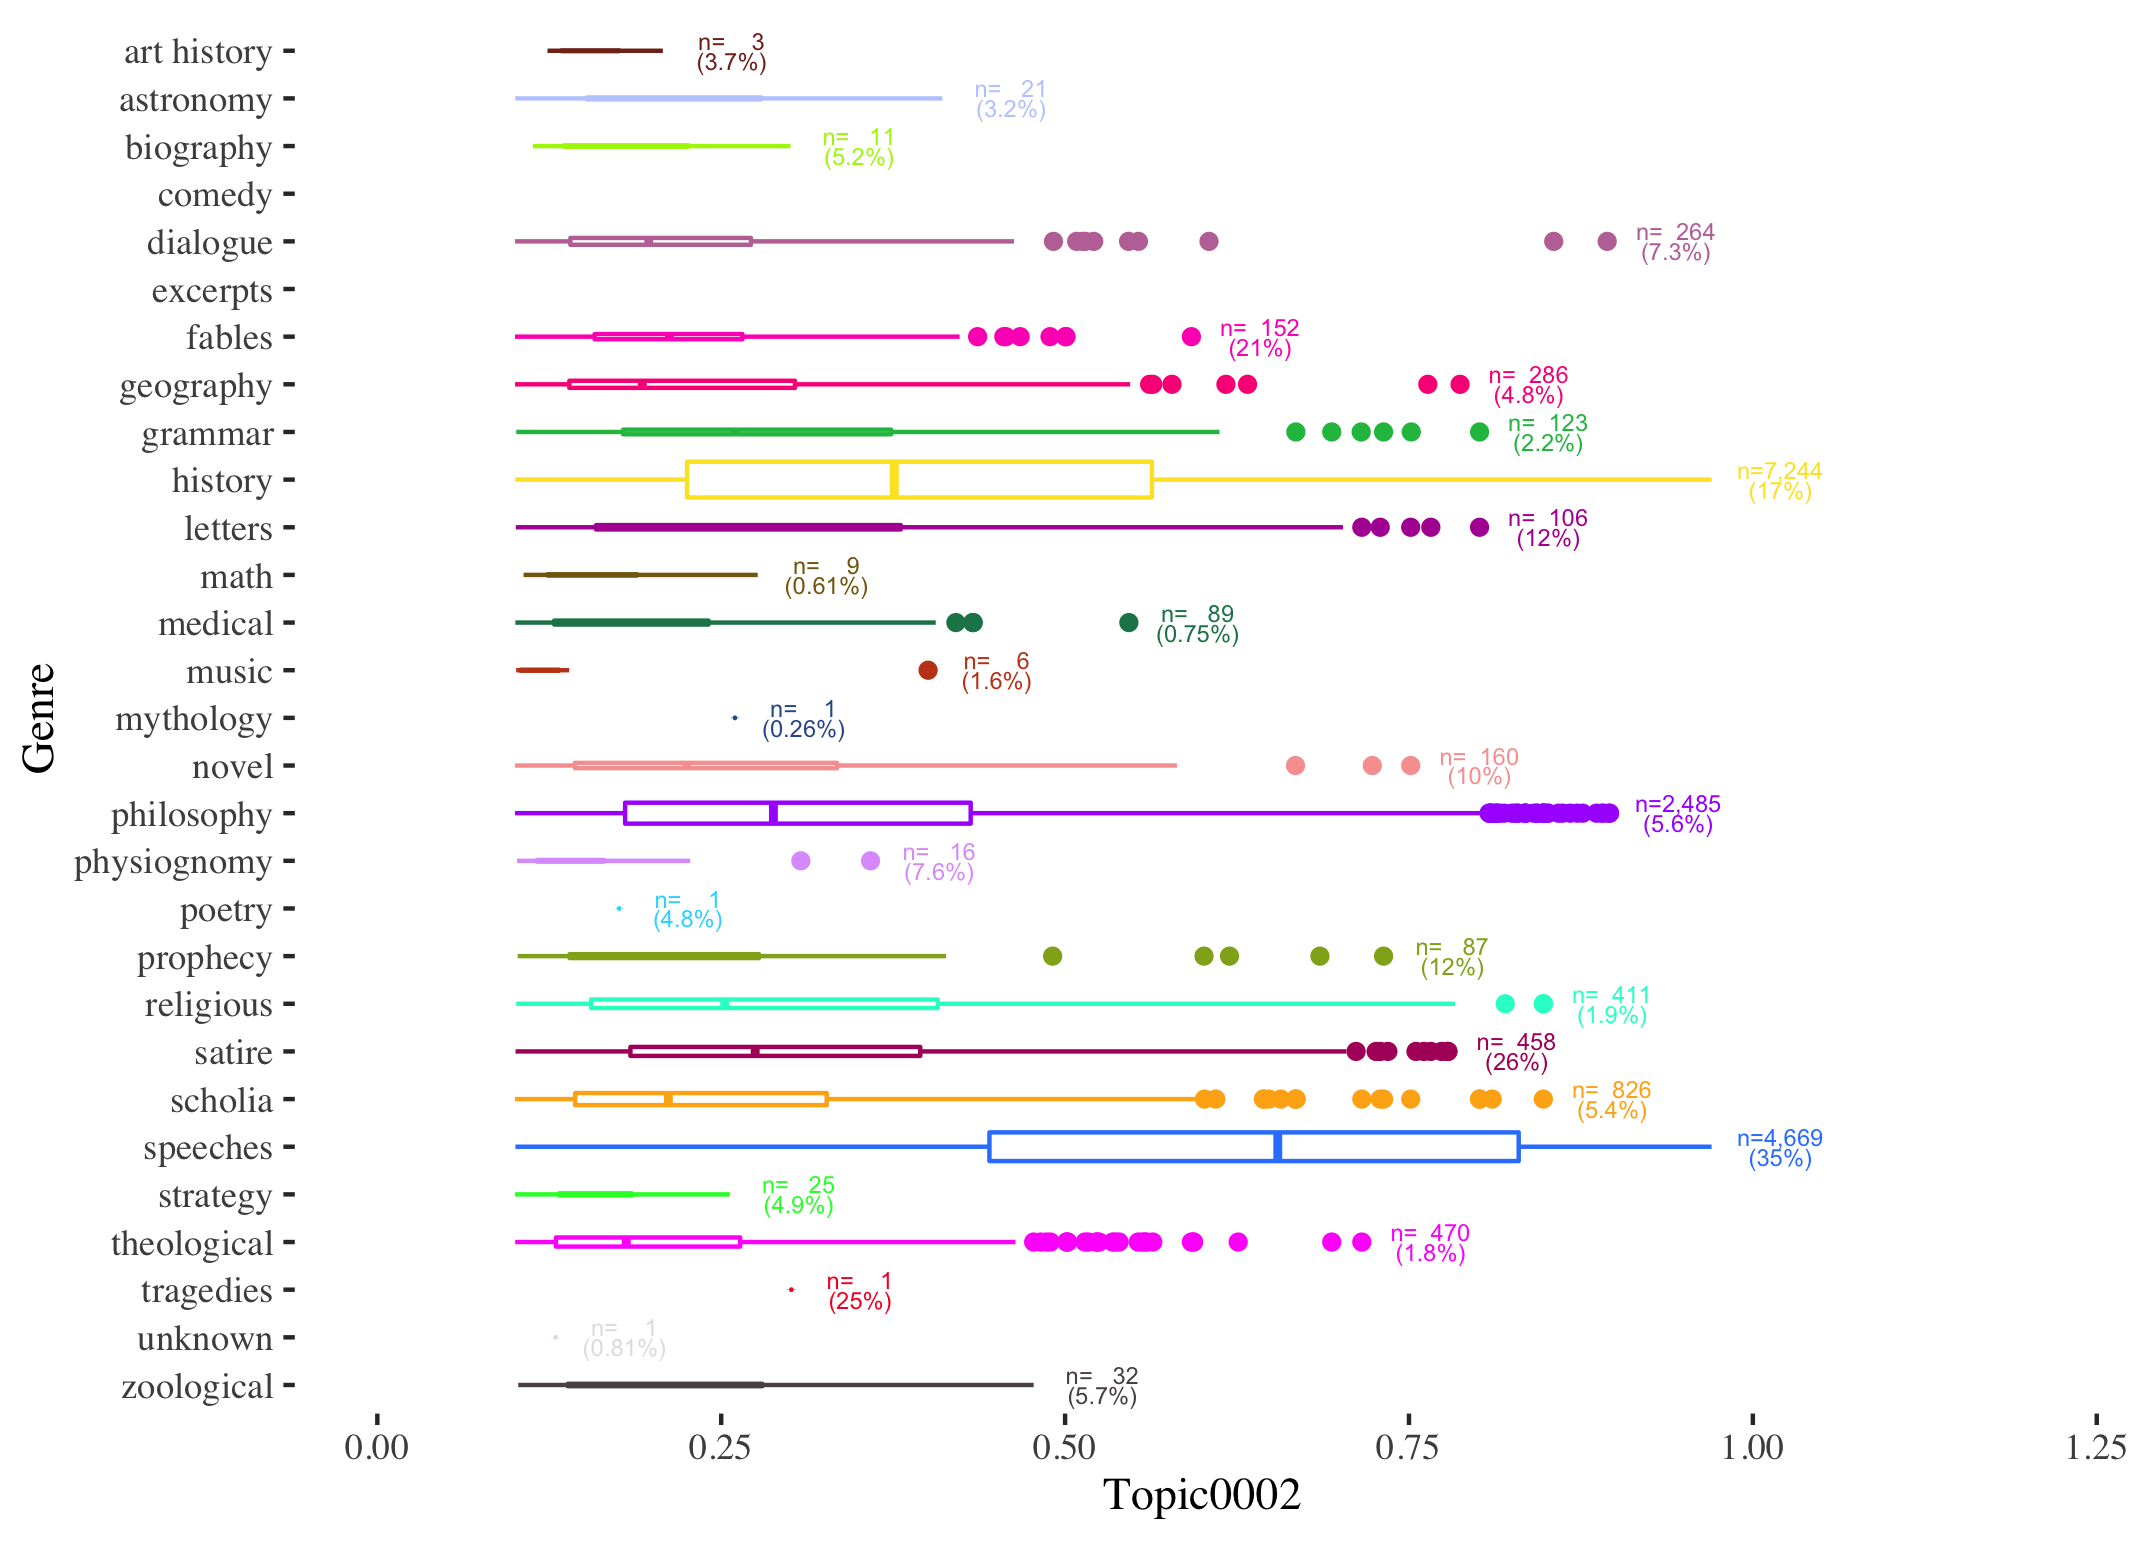 art history
n= 3
(3.7%)
astronomy
n= 21
(3.2%)
biography
n= 11
(5.2%)
comedy
dialogue
n= 264
(7.3%)
excerpts
fables
n= 152
(21%)
geography
n= 286
(4.8%)
grammar
n= 123
(2.2%)
history
n=7,244
(17%)
letters
n= 106
(12%)
math
n= 9
(0.61%)
medical
n= 89
(0.75%)
music
n= 6
(1.6%)
mythology
n= 1
(0.26%)
novel
n= 160
(10%)
philosophy
n=2,485
(5.6%)
physiognomy
n= 16
(7.6%)
poetry
n= 1
(4.8%)
prophecy
n= 87
(12%)
religious
n= 411
(1.9%)
satire
n= 458
(26%)
scholia
n= 826
(5.4%)
speeches
n=4,669
(35%)
strategy
n= 25
(4.9%)
theological
n= 470
(1.8%)
tragedies
n= 1
(25%)
unknown
n= 1
(0.81%)
zoological
n= 32
(5.7%)
Genre
0.00 0.25 0.50 0.75 1.00 1.25
Topic0002